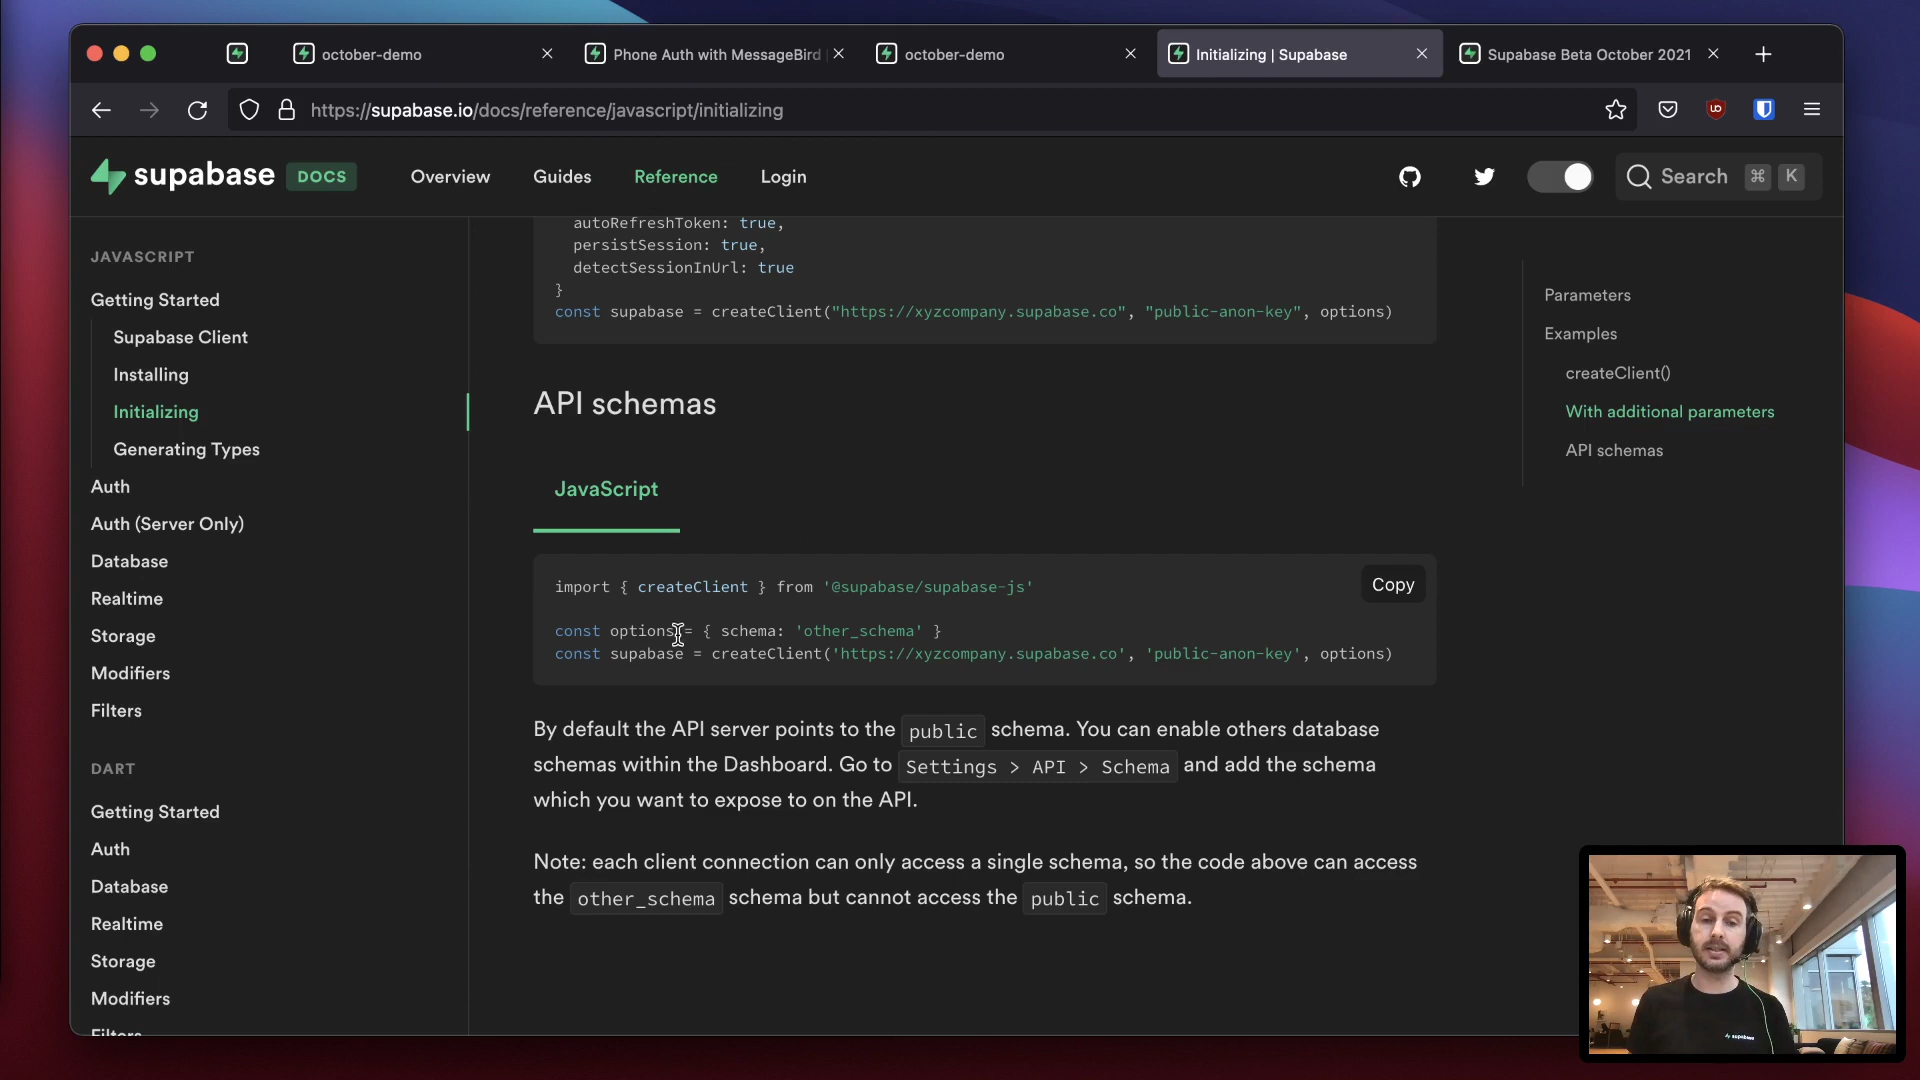 october-demo
Phone Auth with MessageBird
october-demo
Initializing | Supabase
Supabase Beta October 2021
https://supabase.io/docs/reference/javascript/initializing
supabase DOCS
Overview
Guides
Reference
Login
Search ⌘ K
JAVASCRIPT
Getting Started
Supabase Client
Installing
Initializing
Generating Types
Auth
Auth (Server Only)
Database
Realtime
Storage
Modifiers
Filters
DART
Getting Started
Auth
Database
Realtime
Storage
Modifiers
Filters
autoRefreshToken: true,
persistSession: true,
detectSessionInUrl: true
}
const supabase = createClient("https://xyzcompany.supabase.co", "public-anon-key", options)
API schemas
JavaScript
import { createClient } from '@supabase/supabase-js'
Copy
const options = { schema: 'other_schema' }
const supabase = createClient('https://xyzcompany.supabase.co', 'public-anon-key', options)
By default the API server points to the public schema. You can enable others database
schemas within the Dashboard. Go to Settings > API > Schema and add the schema
which you want to expose to on the API.
Note: each client connection can only access a single schema, so the code above can access
the other_schema schema but cannot access the public schema.
Parameters
Examples
createClient()
With additional parameters
API schemas
supabase